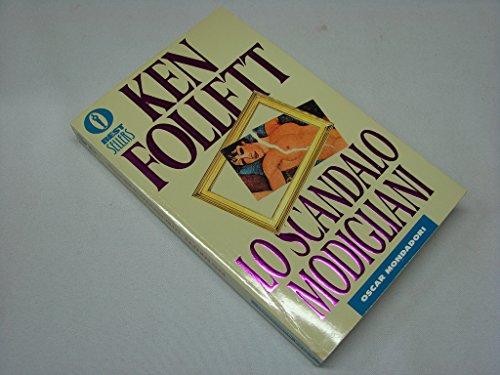 BEST
SELLERS
KEN
FOLLETT
LO SCANDALO
MODIGLIANI
OSCAR MONDADORI